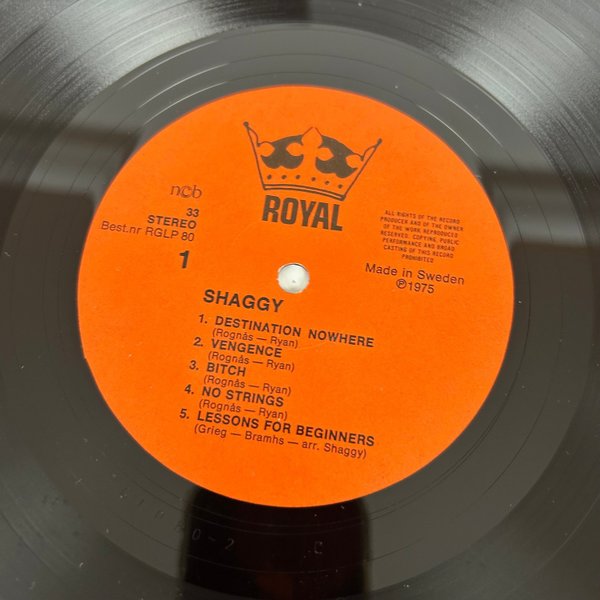 ncb
33
STEREO
Best.nr RGLP 80
1
ROYAL
ALL RIGHTS OF THE RECORD
PRODUCER AND OF THE OWNER
OF THE WORK REPRODUCED
RESERVED. COPYING, PUBLIC
PERFORMANCE AND BROAD
CASTING OF THIS RECORD
PROHIBITED
Made in Sweden
℗1975
SHAGGY
1. DESTINATION NOWHERE
(Rognås — Ryan)
2. VENGENCE
(Rognås — Ryan)
3. BITCH
(Rognås — Ryan)
4. NO STRINGS
(Rognås — Ryan)
5. LESSONS FOR BEGINNERS
(Grieg — Bramhs — arr. Shaggy)